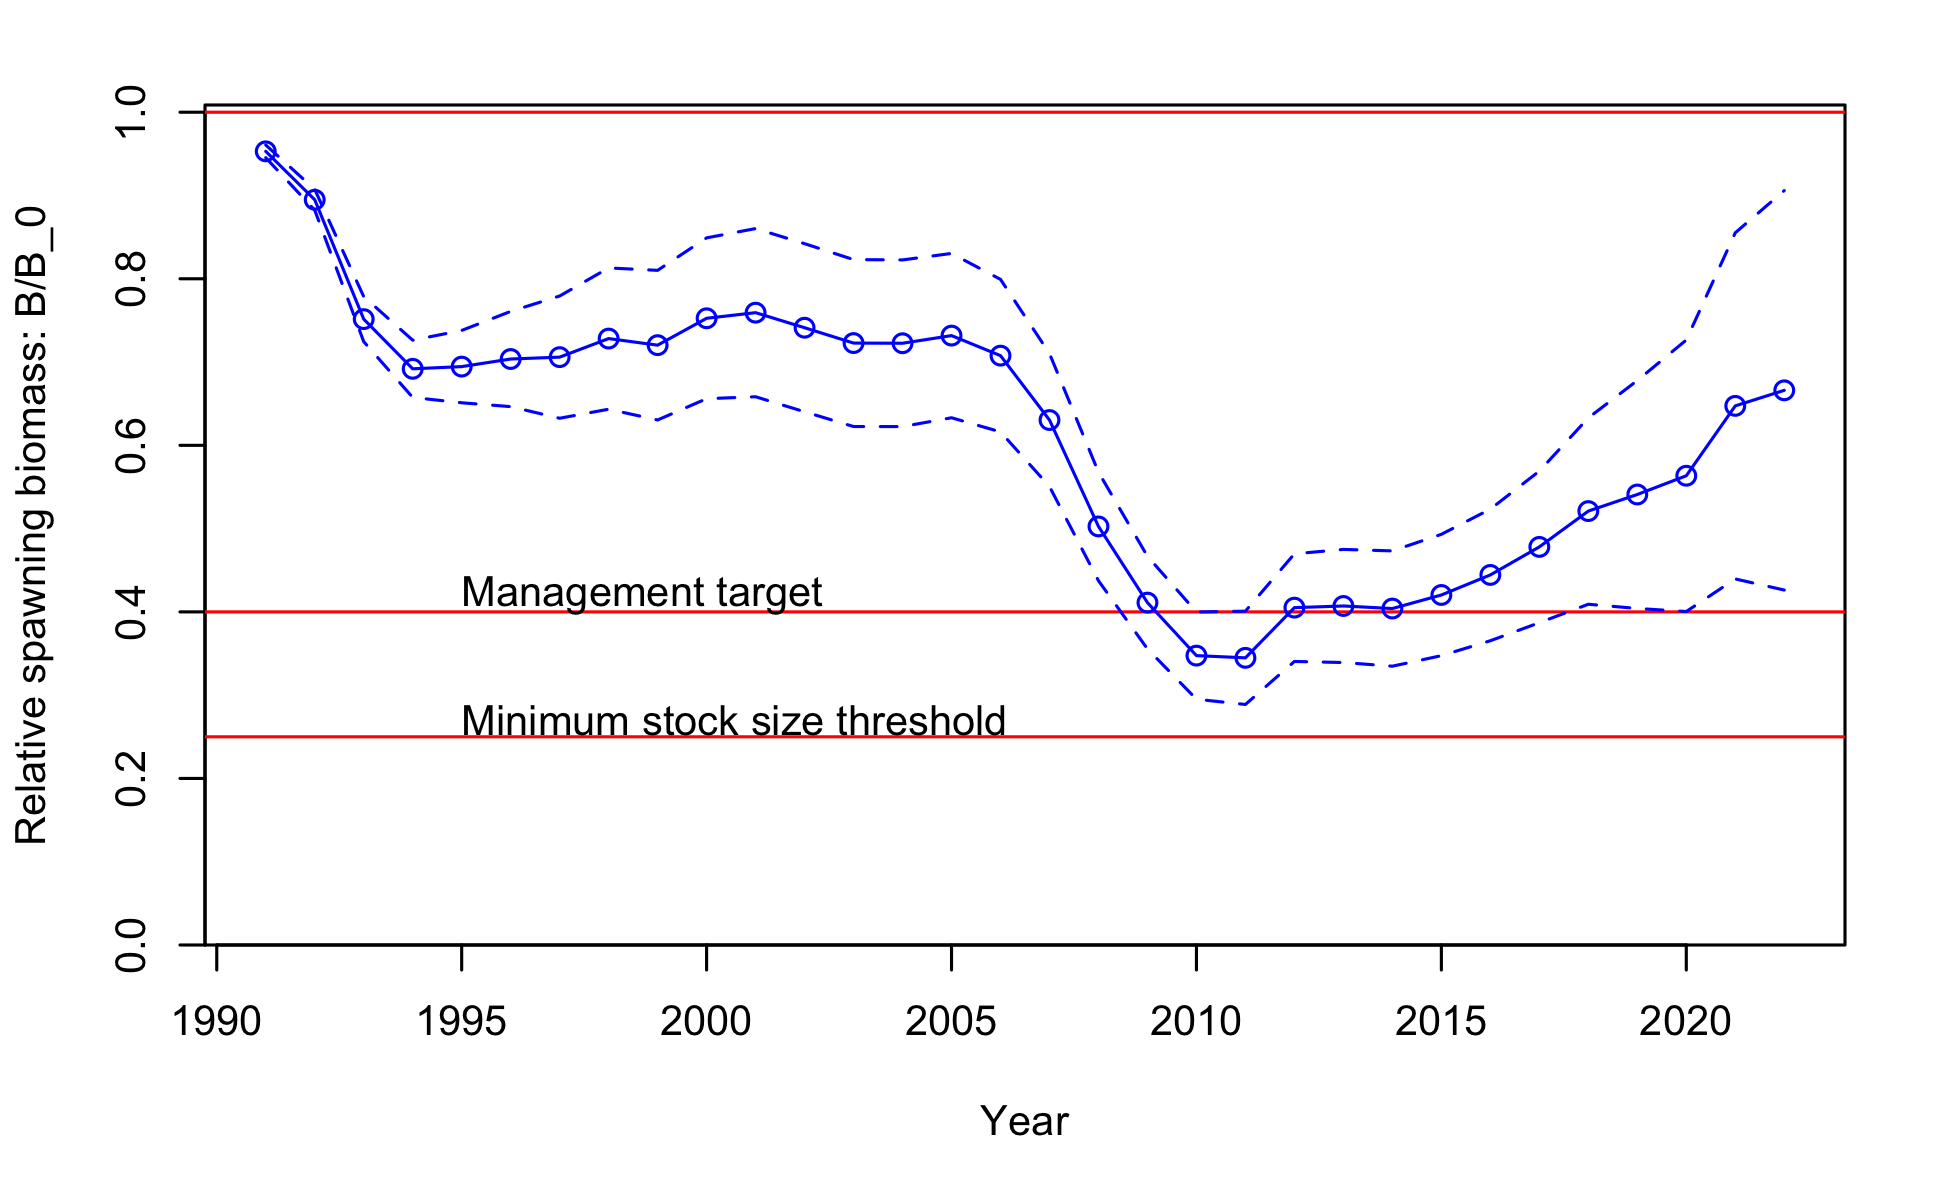 Relative spawning biomass: B/B_0
1.0
0.8
0.6
0.4
0.2
0.0
Management target
Minimum stock size threshold
1990 1995 2000 2005 2010 2015 2020
Year